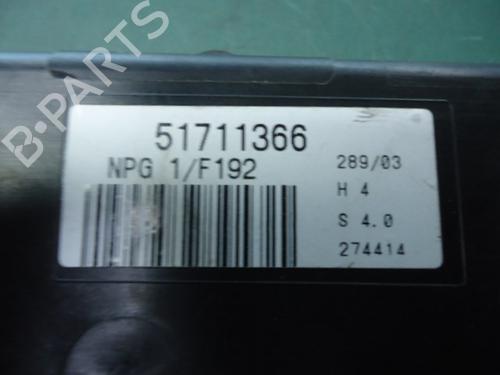 51711366
NPG 1/F192
289/03
H 4
S 4.0
274414
B-PARTS